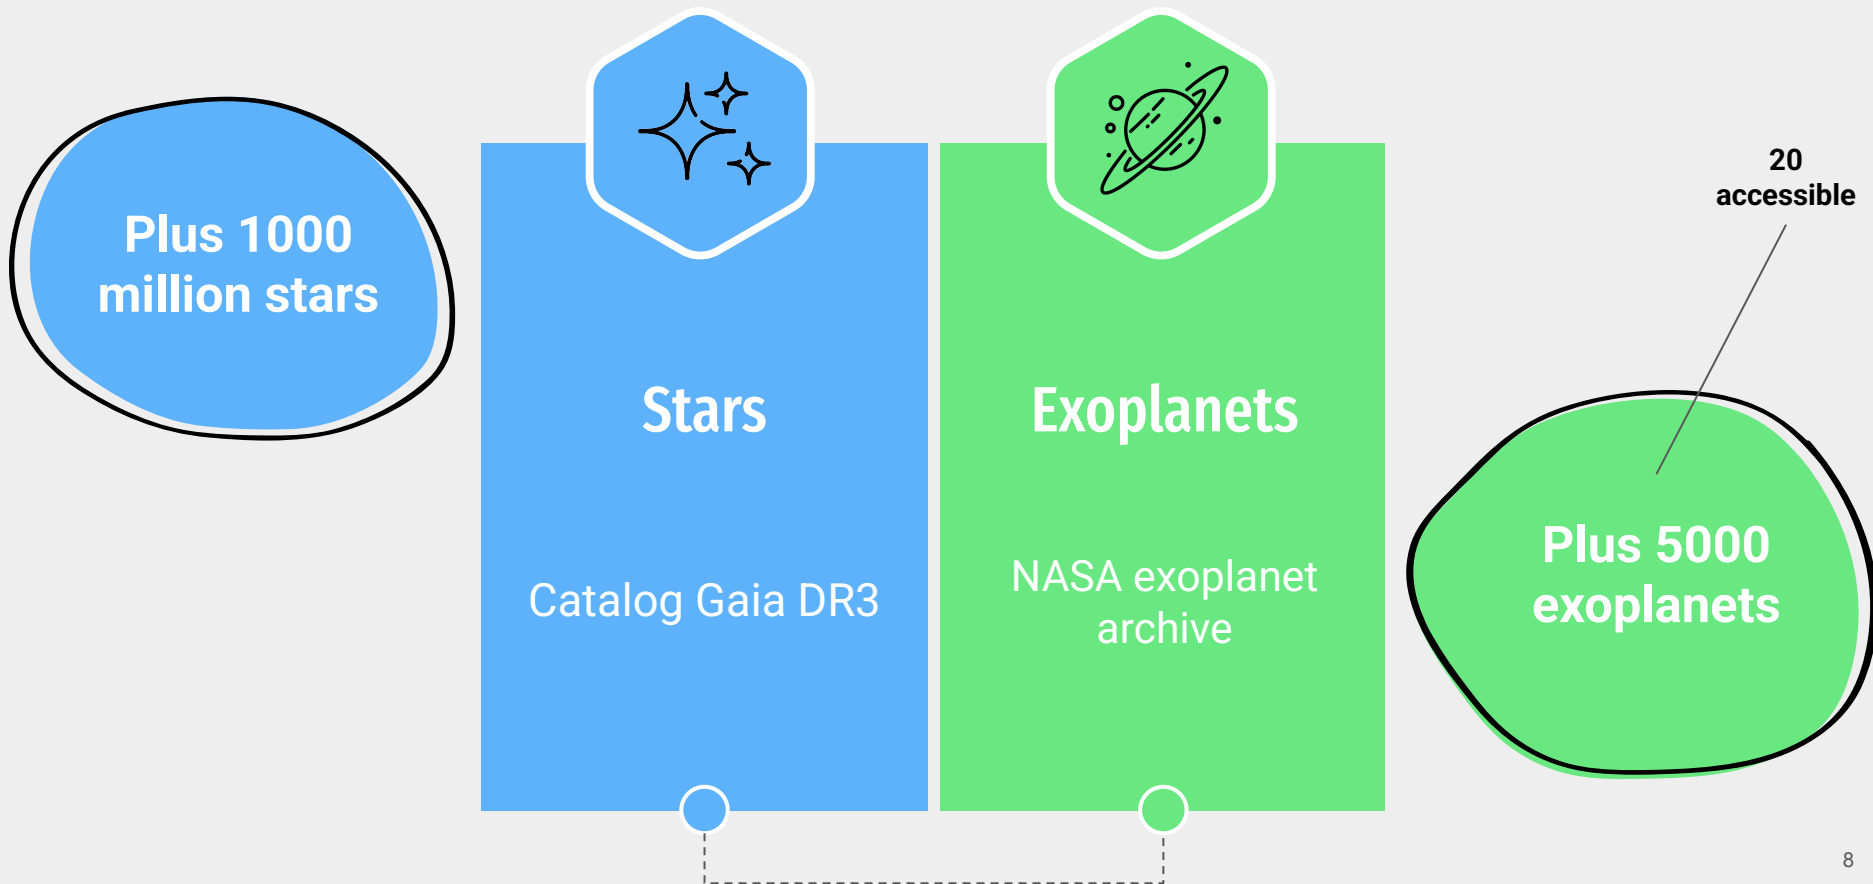 Plus 1000
million stars
Stars
Catalog Gaia DR3
Exoplanets
NASA exoplanet
archive
20
accessible
Plus 5000
exoplanets
8